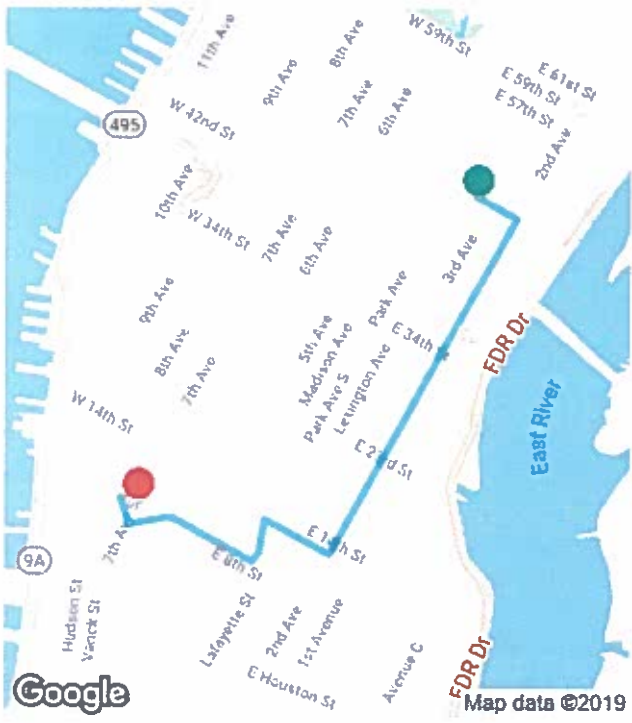 11th Ave
8th Ave
W 59th St
9th Ave
E 61st St
E 59th St
E 57th St
7th Ave
6th Ave
495
W 42nd St
2nd Ave
10th Ave
W 34th St
7th Ave
6th Ave
3rd Ave
9th Ave
Park Ave
5th Ave
Madison Ave
E 34th
FDR Dr
8th Ave
7th Ave
Park Ave S
Lexington Ave
W 14th St
East River
E 23rd St
7th A
E 8th St
E 14th St
9A
Hudson St
Varick St
Lafayette St
2nd Ave
1st Avenue
E Houston St
Avenue C
FDR Dr
Google
Map data ©2019